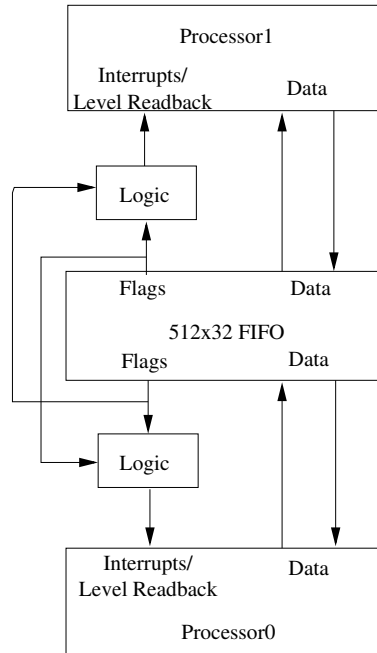 Processor1
Interrupts/
Level Readback
Data
Logic
Flags
Data
512x32 FIFO
Flags
Data
Logic
Interrupts/
Level Readback
Data
Processor0